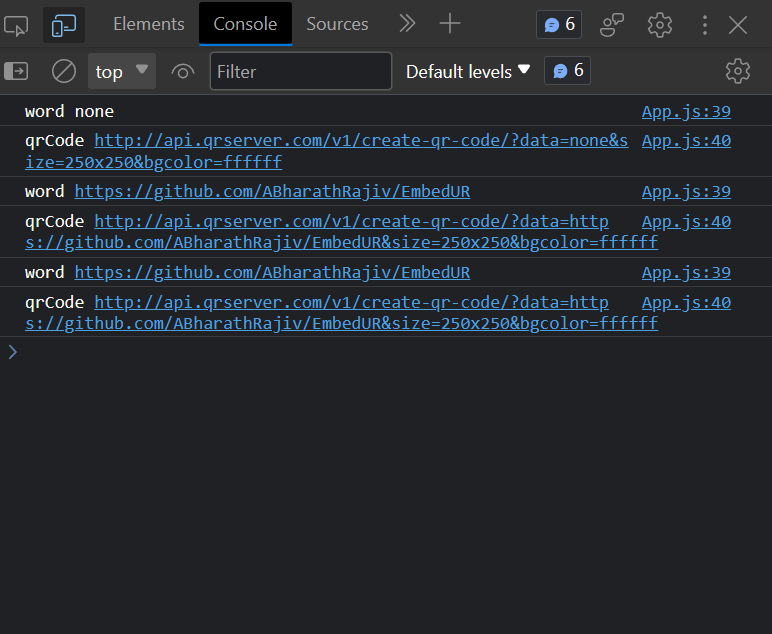 Elements Console Sources 6
top Filter Default levels 6
word none App.js:39
qrCode http://api.qrserver.com/v1/create-qr-code/?data=none&s App.js:40
ize=250x250&bgcolor=ffffff
word https://github.com/ABharathRajiv/EmbedUR App.js:39
qrCode http://api.qrserver.com/v1/create-qr-code/?data=http App.js:40
s://github.com/ABharathRajiv/EmbedUR&size=250x250&bgcolor=ffffff
word https://github.com/ABharathRajiv/EmbedUR App.js:39
qrCode http://api.qrserver.com/v1/create-qr-code/?data=http App.js:40
s://github.com/ABharathRajiv/EmbedUR&size=250x250&bgcolor=ffffff